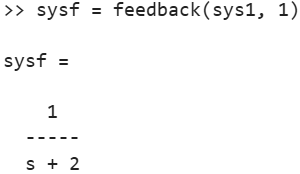 >> sysf = feedback(sys1, 1)
sysf =
1
-----
s + 2